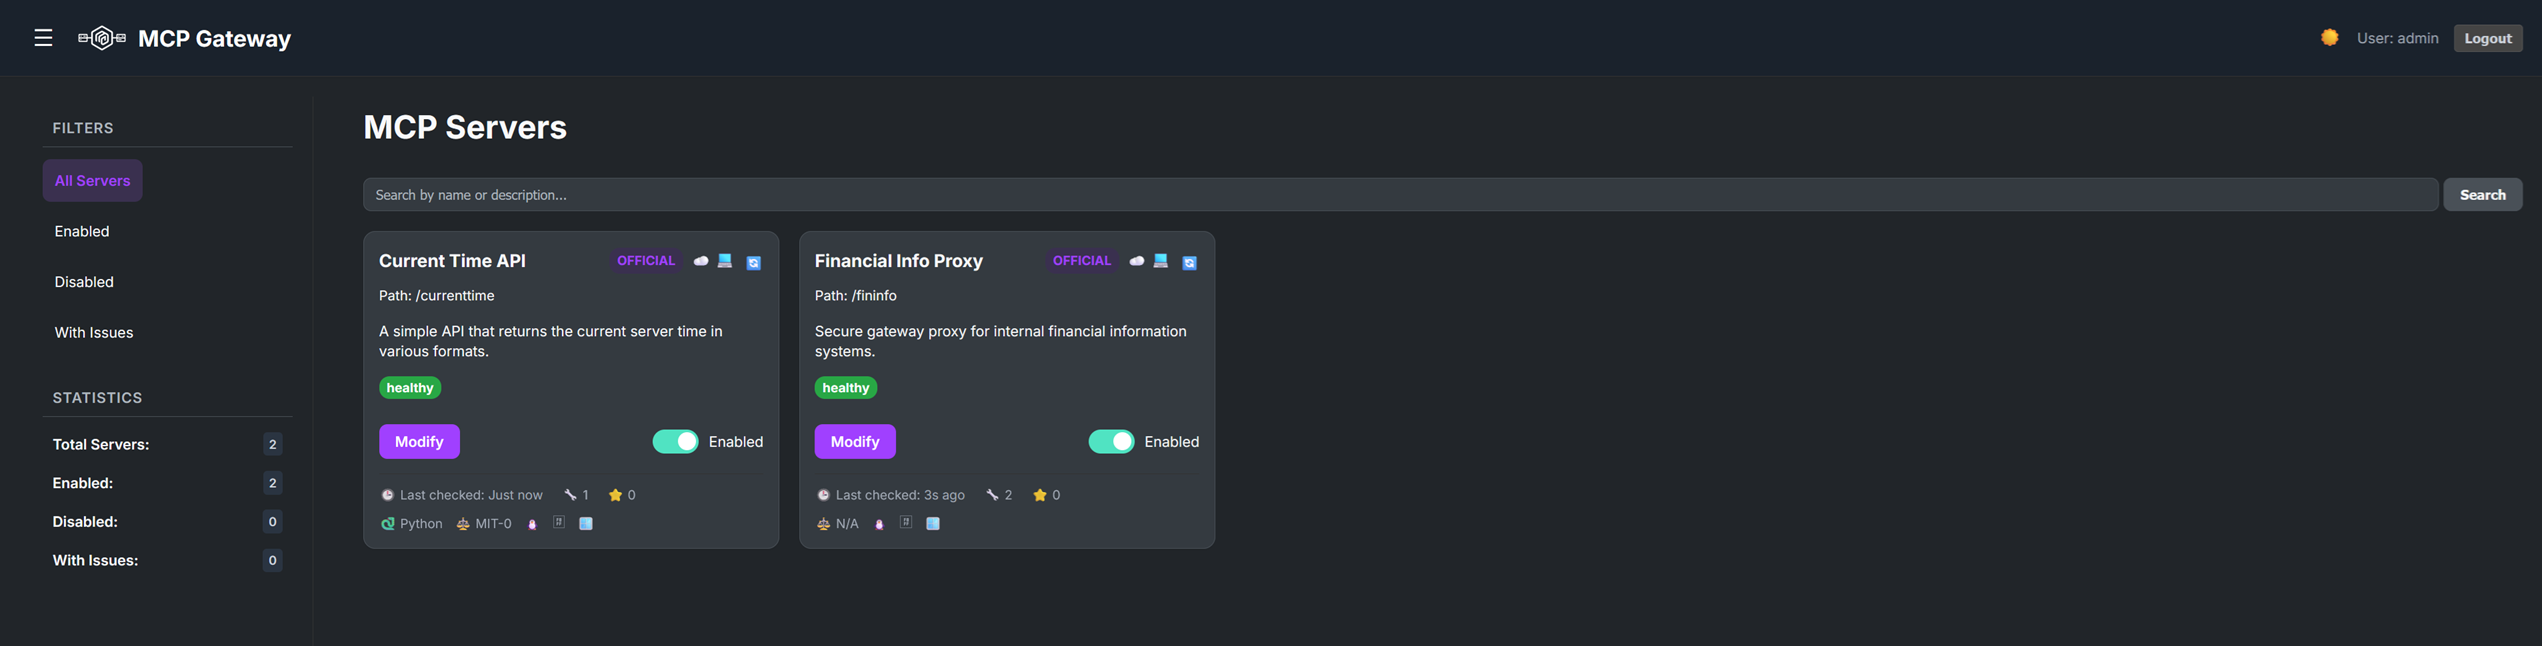 MCP Gateway
User: admin
Logout
FILTERS
All Servers
Enabled
Disabled
With Issues
STATISTICS
Total Servers: 2
Enabled: 2
Disabled: 0
With Issues: 0
MCP Servers
Search by name or description...
Search
Current Time API
OFFICIAL
Path: /currenttime
A simple API that returns the current server time in
various formats.
healthy
Modify
Enabled
Last checked: Just now 1 0
Python MIT-0
Financial Info Proxy
OFFICIAL
Path: /fininfo
Secure gateway proxy for internal financial information
systems.
healthy
Modify
Enabled
Last checked: 3s ago 2 0
N/A